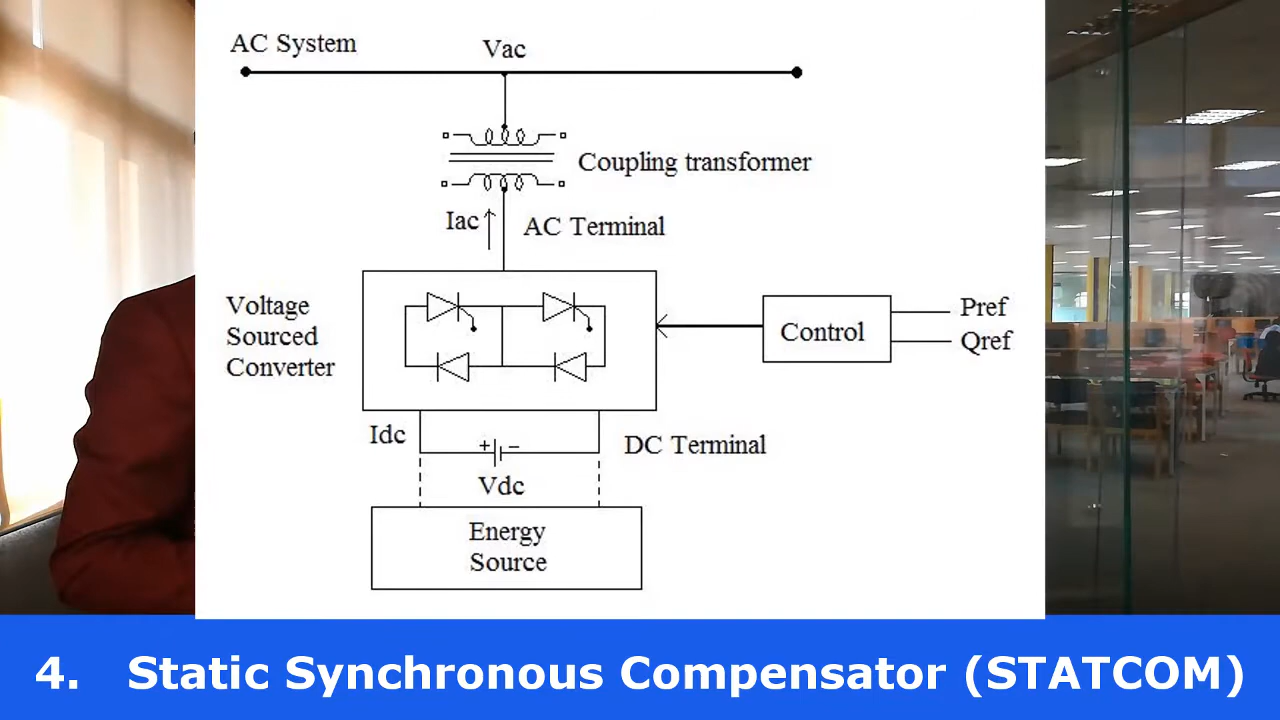 AC System
Vac
Coupling transformer
Iac
AC Terminal
Voltage
Sourced
Converter
Control
Pref
Qref
Idc
+ −
DC Terminal
Vdc
Energy
Source
4. Static Synchronous Compensator (STATCOM)